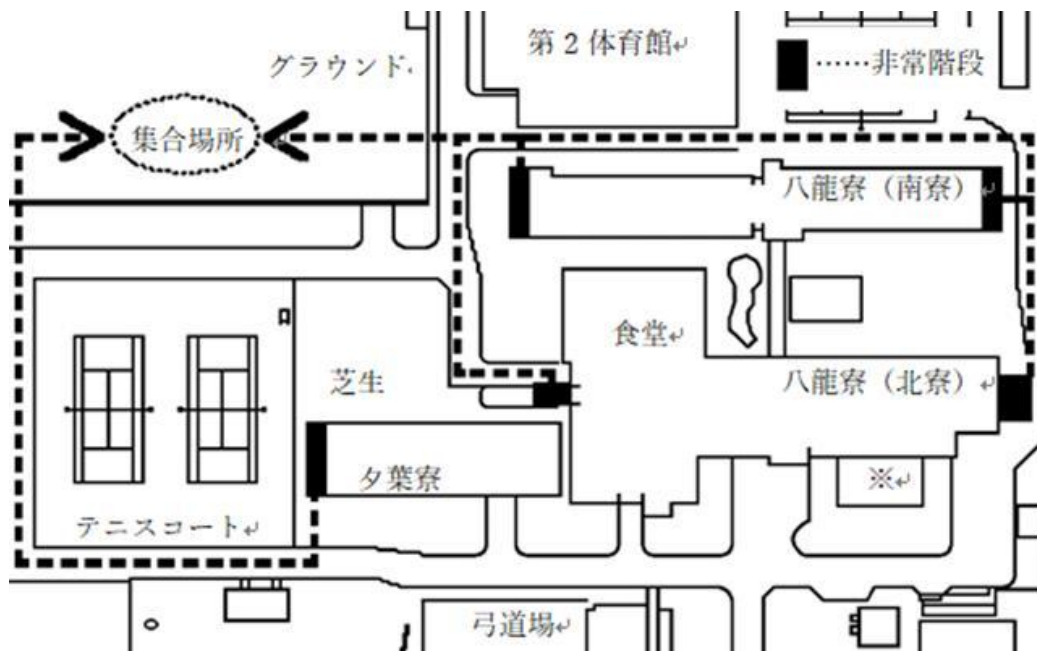 第２体育館↵
グラウンド↵
……非常階段
集合場所↵
八龍寮（南寮）↵
食堂↵
芝生
八龍寮（北寮）↵
夕葉寮
※↵
テニスコート↵
弓道場↵